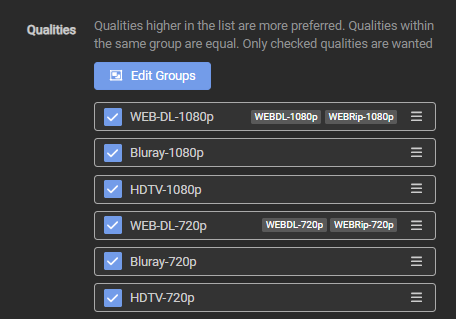 Qualities
Qualities higher in the list are more preferred. Qualities within
the same group are equal. Only checked qualities are wanted
Edit Groups
WEB-DL-1080p WEBDL-1080p WEBRip-1080p
Bluray-1080p
HDTV-1080p
WEB-DL-720p WEBDL-720p WEBRip-720p
Bluray-720p
HDTV-720p